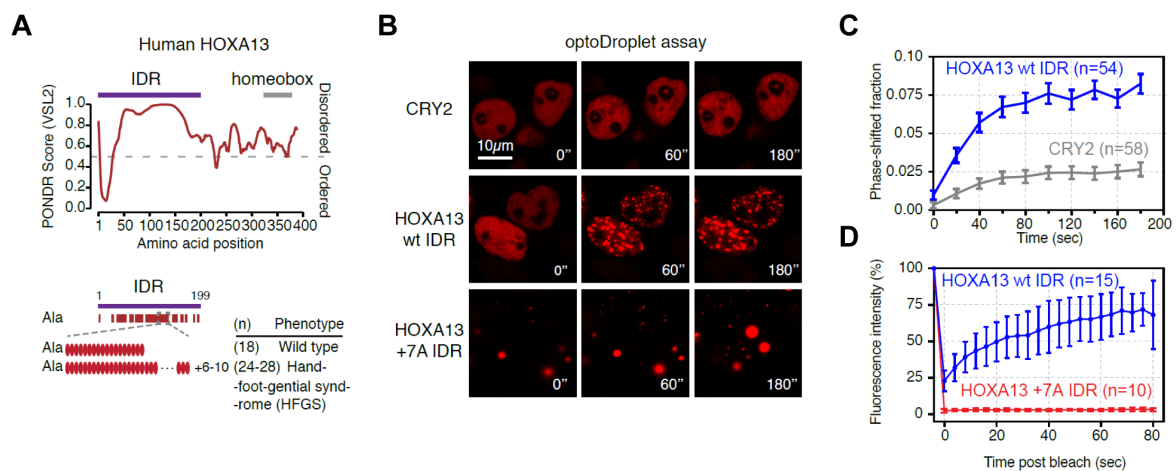 A
Human HOXA13
IDR
homeobox
PONDR Score (VSL2)
1.0
0.8
0.6
0.4
0.2
0.0
Disordered
Ordered
1 50 100 150 200 250 300 350 400
Amino acid position
IDR
1 199
Ala
(n) Phenotype
Ala (18) Wild type
Ala ... +6-10 (24-28) Hand-
-foot-gential synd-
-rome (HFGS)
B
optoDroplet assay
CRY2
10µm
0” 60” 180”
HOXA13
wt IDR
0” 60” 180”
HOXA13
+7A IDR
0” 60” 180”
C
Phase-shifted fraction
0.10
0.075
0.05
0.025
0.00
HOXA13 wt IDR (n=54)
CRY2 (n=58)
0 40 80 120 160 200
Time (sec)
D
Fluorescence intensity (%)
100
75
50
25
0
HOXA13 wt IDR (n=15)
HOXA13 +7A IDR (n=10)
0 20 40 60 80
Time post bleach (sec)